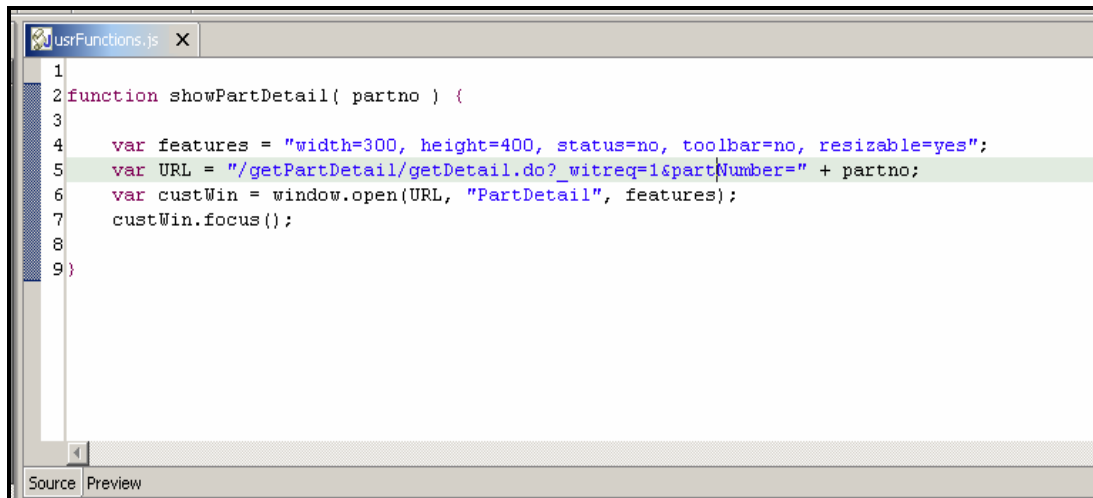 usrFunctions.js X
1
2 function showPartDetail( partno ) {
3
4 var features = "width=300, height=400, status=no, toolbar=no, resizable=yes";
5 var URL = "/getPartDetail/getDetail.do?_witreq=1&partNumber=" + partno;
6 var custWin = window.open(URL, "PartDetail", features);
7 custWin.focus();
8
9 }
Source Preview